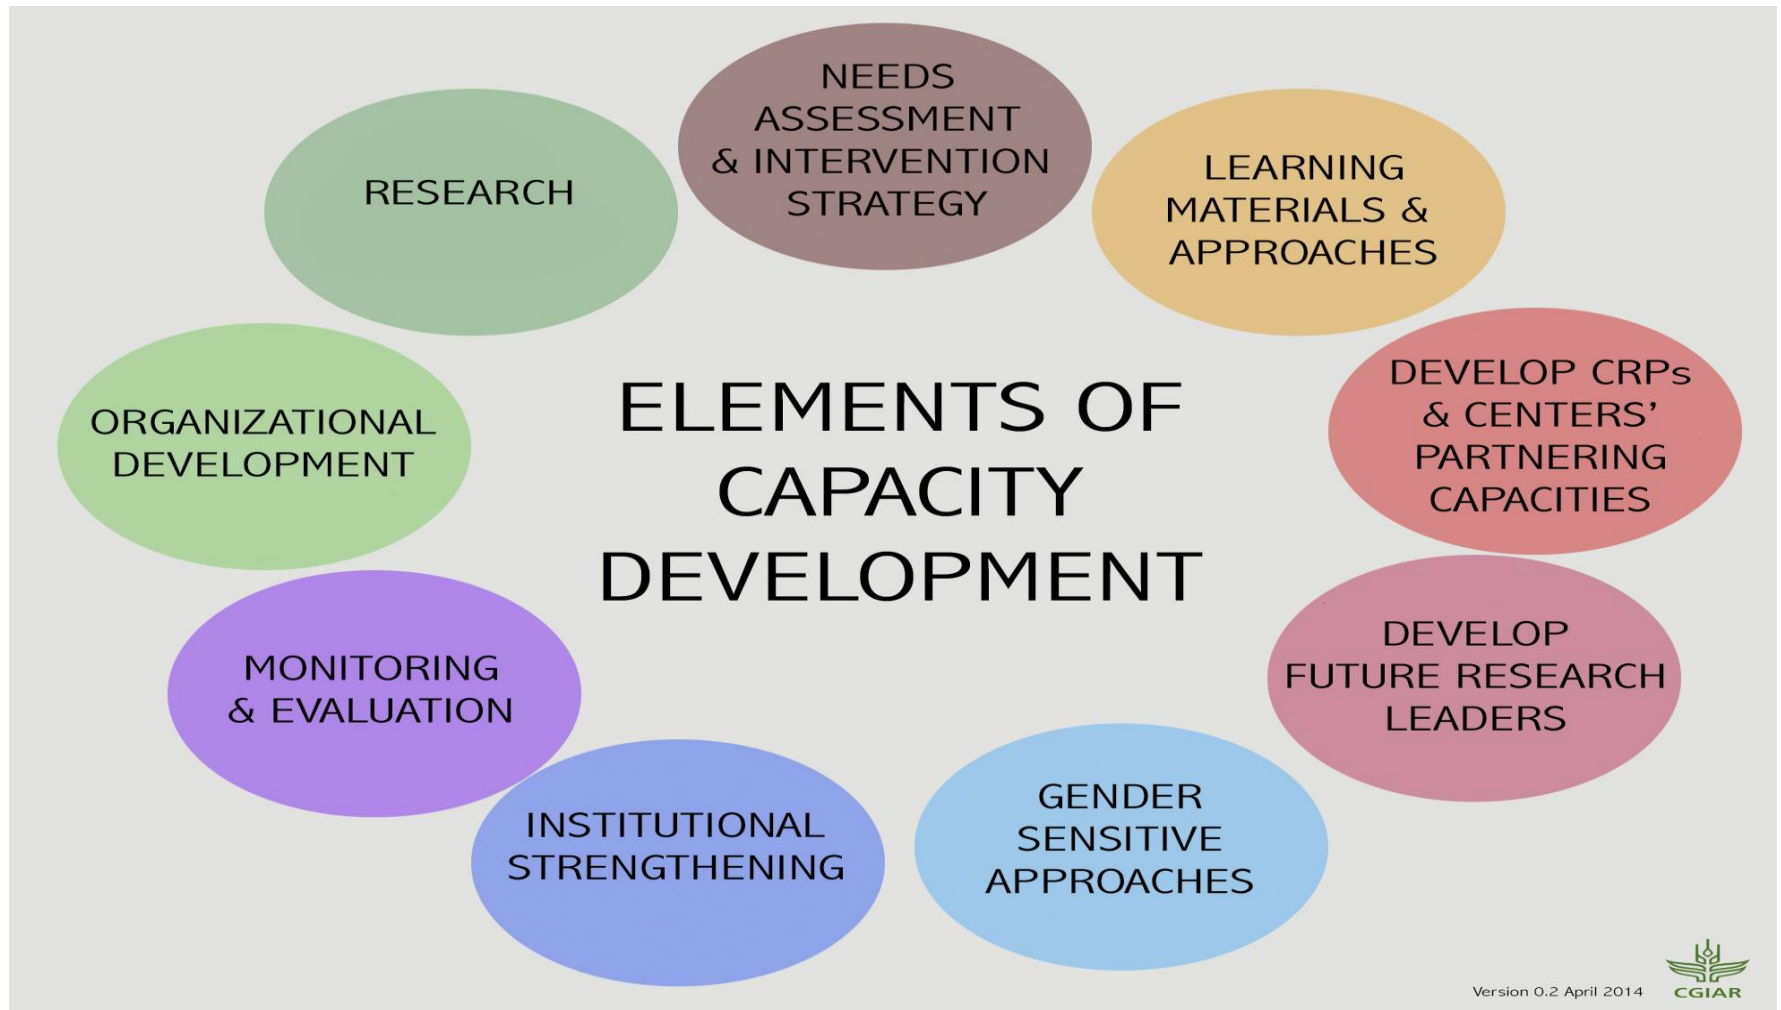 NEEDS
ASSESSMENT
& INTERVENTION
STRATEGY
LEARNING
MATERIALS &
APPROACHES
DEVELOP CRPs
& CENTERS’
PARTNERING
CAPACITIES
DEVELOP
FUTURE RESEARCH
LEADERS
GENDER
SENSITIVE
APPROACHES
INSTITUTIONAL
STRENGTHENING
MONITORING
& EVALUATION
ORGANIZATIONAL
DEVELOPMENT
RESEARCH
ELEMENTS OF
CAPACITY
DEVELOPMENT
Version 0.2 April 2014
CGIAR